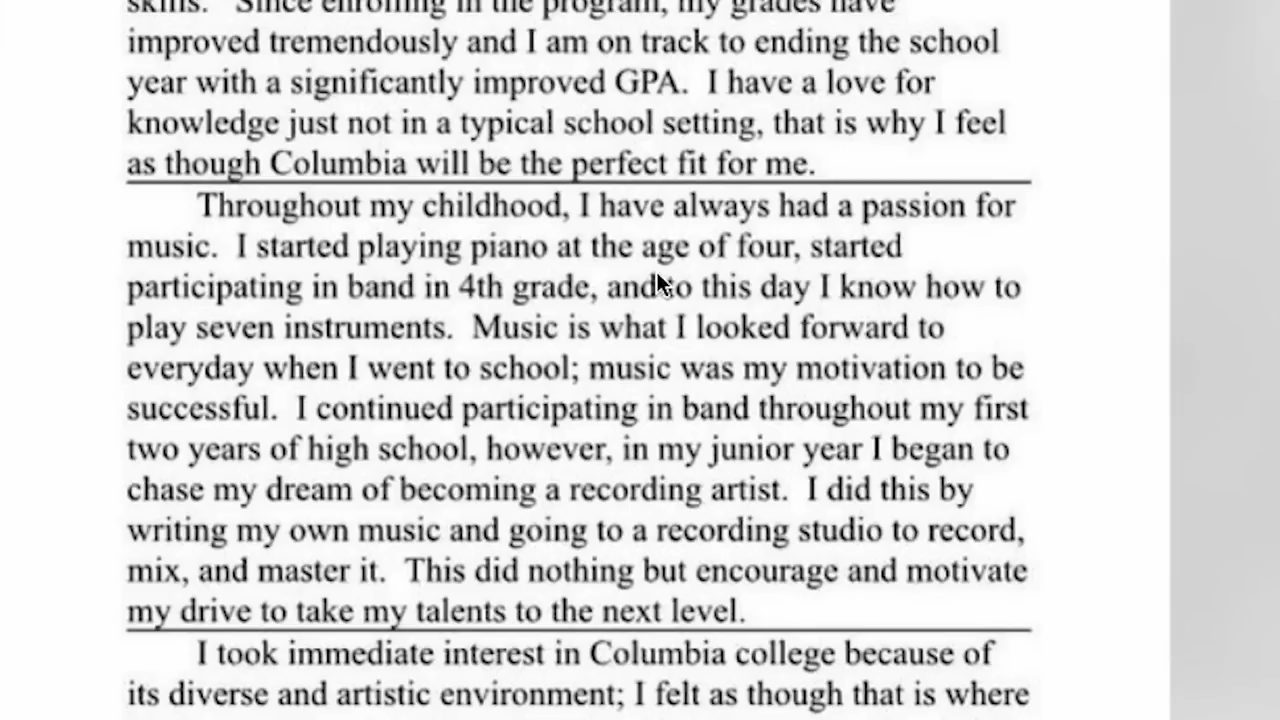 skills.   Since enrolling in the program, my grades have
improved tremendously and I am on track to ending the school
year with a significantly improved GPA.  I have a love for
knowledge just not in a typical school setting, that is why I feel
as though Columbia will be the perfect fit for me.
Throughout my childhood, I have always had a passion for
music.  I started playing piano at the age of four, started
participating in band in 4th grade, and to this day I know how to
play seven instruments.  Music is what I looked forward to
everyday when I went to school; music was my motivation to be
successful.  I continued participating in band throughout my first
two years of high school, however, in my junior year I began to
chase my dream of becoming a recording artist.  I did this by
writing my own music and going to a recording studio to record,
mix, and master it.  This did nothing but encourage and motivate
my drive to take my talents to the next level.
I took immediate interest in Columbia college because of
its diverse and artistic environment; I felt as though that is where